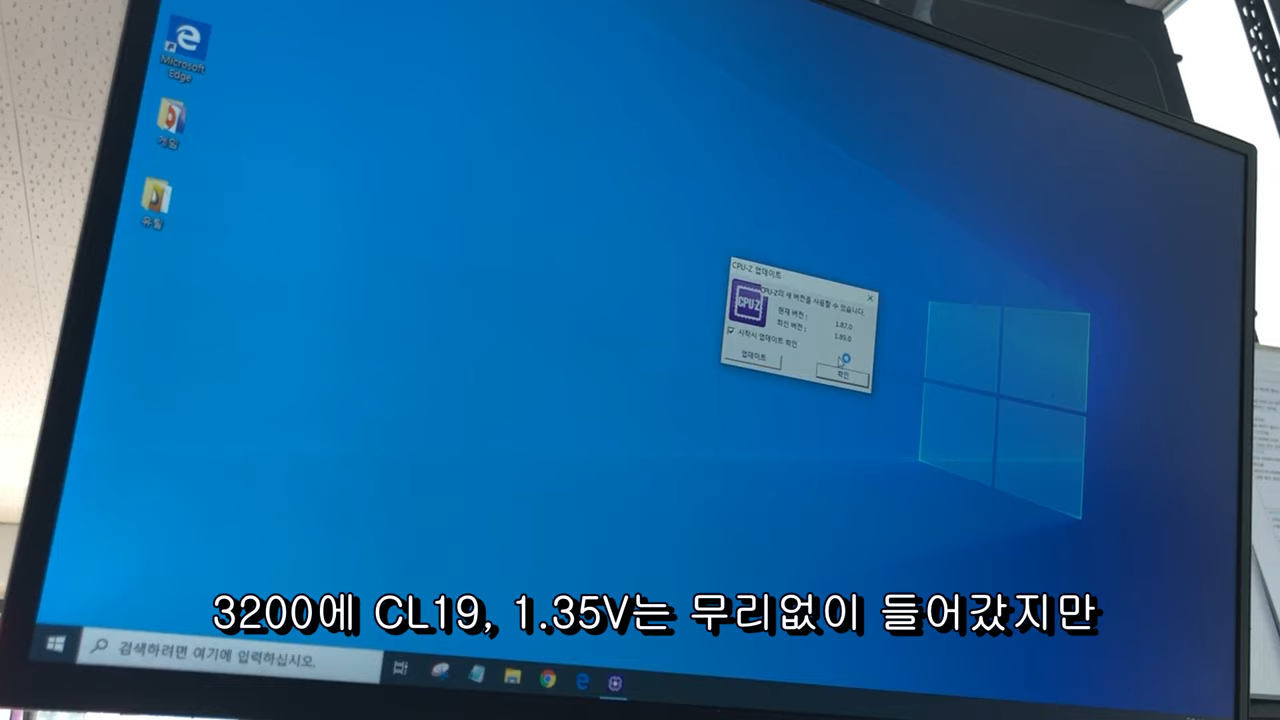 Microsoft
Edge
게임
유틸
CPU-Z 업데이트
CPU-Z
CPU-Z의 새 버전을 사용할 수 있습니다.
현재 버전 : 1.87.0
최신 버전 : 1.89.0
시작시 업데이트 확인
업데이트
확인
3200에 CL19, 1.35V는 무리없이 들어갔지만
검색하려면 여기에 입력하십시오.